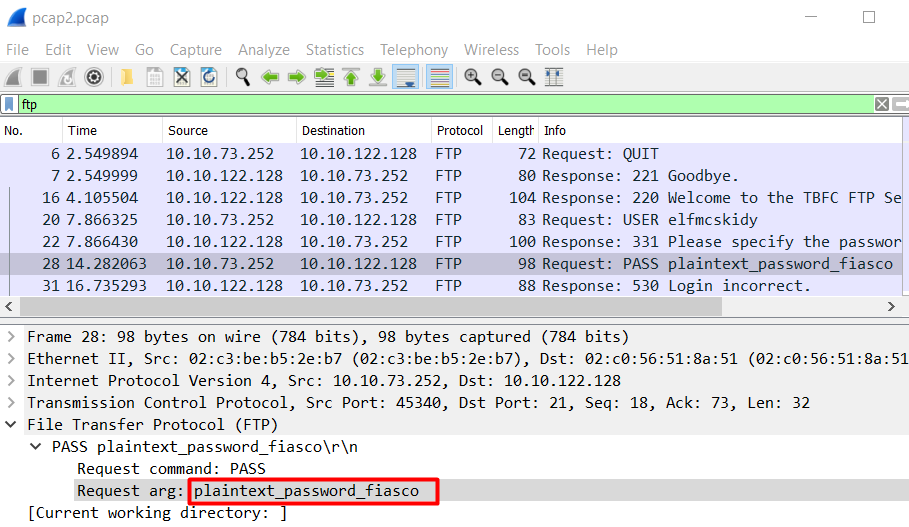 pcap2.pcap
File Edit View Go Capture Analyze Statistics Telephony Wireless Tools Help
ftp
No. Time Source Destination Protocol Length Info
6 2.549894 10.10.73.252 10.10.122.128 FTP 72 Request: QUIT
7 2.549999 10.10.122.128 10.10.73.252 FTP 80 Response: 221 Goodbye.
16 4.105504 10.10.122.128 10.10.73.252 FTP 104 Response: 220 Welcome to the TBFC FTP Se
20 7.866325 10.10.73.252 10.10.122.128 FTP 83 Request: USER elfmcskidy
22 7.866430 10.10.122.128 10.10.73.252 FTP 100 Response: 331 Please specify the passwor
28 14.282063 10.10.73.252 10.10.122.128 FTP 98 Request: PASS plaintext_password_fiasco
31 16.735293 10.10.122.128 10.10.73.252 FTP 88 Response: 530 Login incorrect.
Frame 28: 98 bytes on wire (784 bits), 98 bytes captured (784 bits)
Ethernet II, Src: 02:c3:be:b5:2e:b7 (02:c3:be:b5:2e:b7), Dst: 02:c0:56:51:8a:51 (02:c0:56:51:8a:51
Internet Protocol Version 4, Src: 10.10.73.252, Dst: 10.10.122.128
Transmission Control Protocol, Src Port: 45340, Dst Port: 21, Seq: 18, Ack: 73, Len: 32
File Transfer Protocol (FTP)
PASS plaintext_password_fiasco\r\n
Request command: PASS
Request arg: plaintext_password_fiasco
[Current working directory: ]